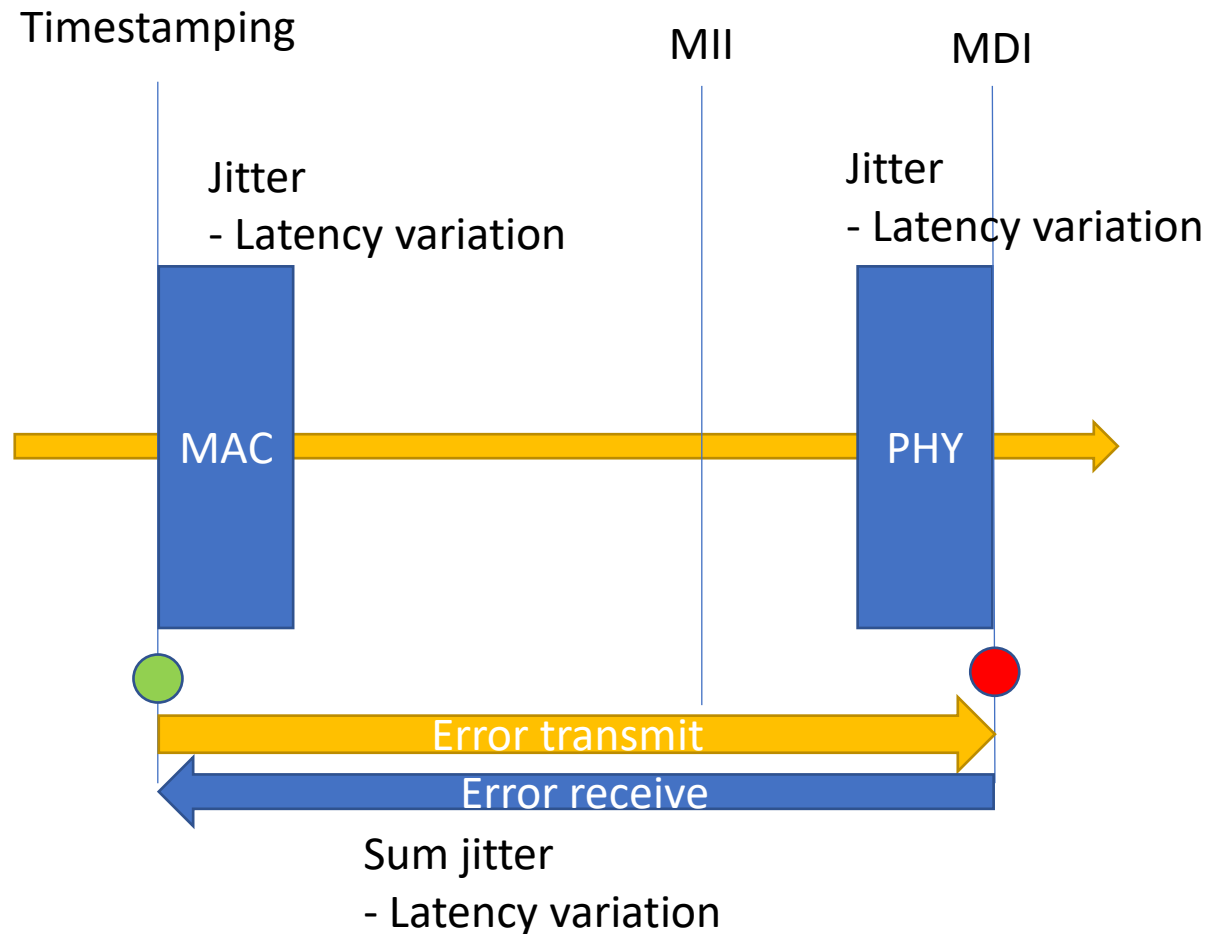 Timestamping
MII
MDI
Jitter
- Latency variation
Jitter
- Latency variation
MAC
PHY
Error transmit
Error receive
Sum jitter
- Latency variation